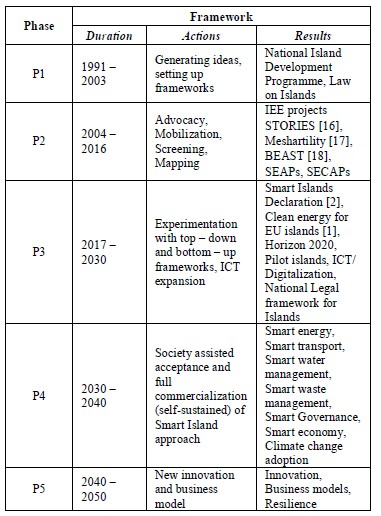 Phase
Framework
Duration
Actions
Results
P1
1991 –
2003
Generating ideas,
setting up
frameworks
National Island
Development
Programme, Law
on Islands
P2
2004 –
2016
Advocacy,
Mobilization,
Screening,
Mapping
IEE projects
STORIES [16],
Meshartility [17],
BEAST [18],
SEAPs, SECAPs
P3
2017 –
2030
Experimentation
with top – down
and bottom – up
frameworks, ICT
expansion
Smart Islands
Declaration [2],
Clean energy for
EU islands [1],
Horizon 2020,
Pilot islands, ICT/
Digitalization,
National Legal
framework for
Islands
P4
2030 –
2040
Society assisted
acceptance and
full
commercialization
(self-sustained) of
Smart Island
approach
Smart energy,
Smart transport,
Smart water
management,
Smart waste
management,
Smart Governance,
Smart economy,
Climate change
adoption
P5
2040 –
2050
New innovation
and business
model
Innovation,
Business models,
Resilience